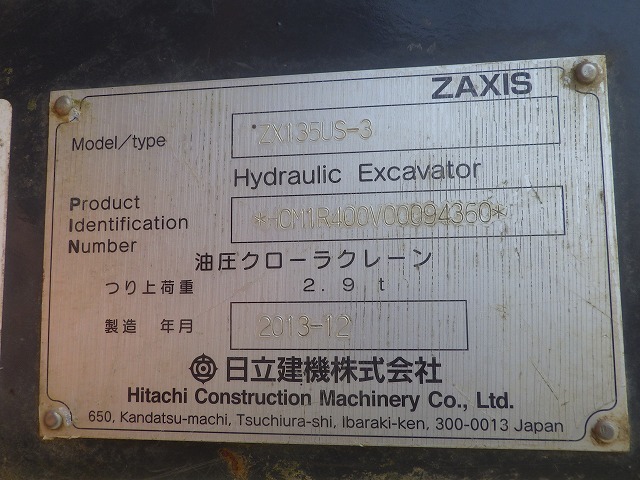 ZAXIS
Model/type ZX135US-3
Hydraulic Excavator
Product
Identification
Number
*HCM1R400V00094360*
油圧クローラクレーン
つり上荷重 2.9 t
製造 年月 2013-12
日立建機株式会社
Hitachi Construction Machinery Co., Ltd.
650, Kandatsu-machi, Tsuchiura-shi, Ibaraki-ken, 300-0013 Japan